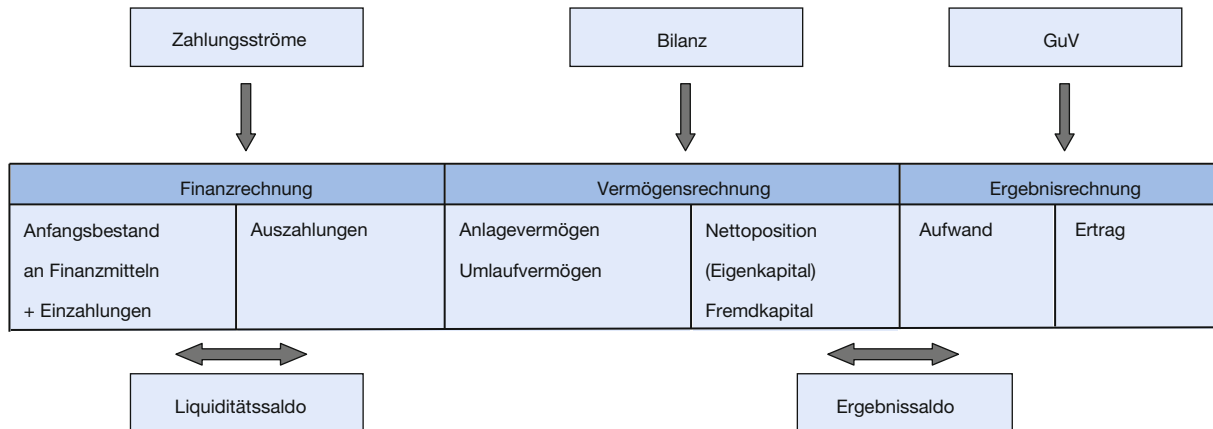 Zahlungsströme
Bilanz
GuV
Finanzrechnung
Vermögensrechnung
Ergebnisrechnung
Anfangsbestand
an Finanzmitteln
+ Einzahlungen
Auszahlungen
Anlagevermögen
Umlaufvermögen
Nettoposition
(Eigenkapital)
Fremdkapital
Aufwand
Ertrag
Liquiditätssaldo
Ergebnissaldo